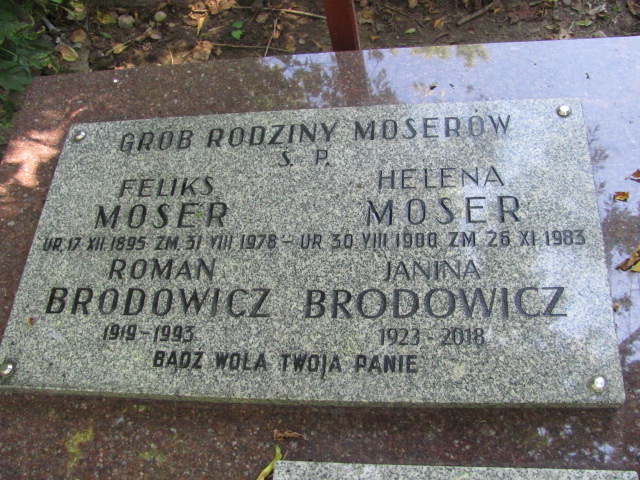 GRÓB RODZINY MOSERÓW
Ś. P.
FELIKS HELENA
MOSER MOSER
UR. 17 XII 1895 ZM. 31 VIII 1978 – UR 30 VIII 1900 ZM 26 XI 1983
ROMAN JANINA
BRODOWICZ BRODOWICZ
1919-1993 1923-2018
BĄDŹ WOLA TWOJA PANIE